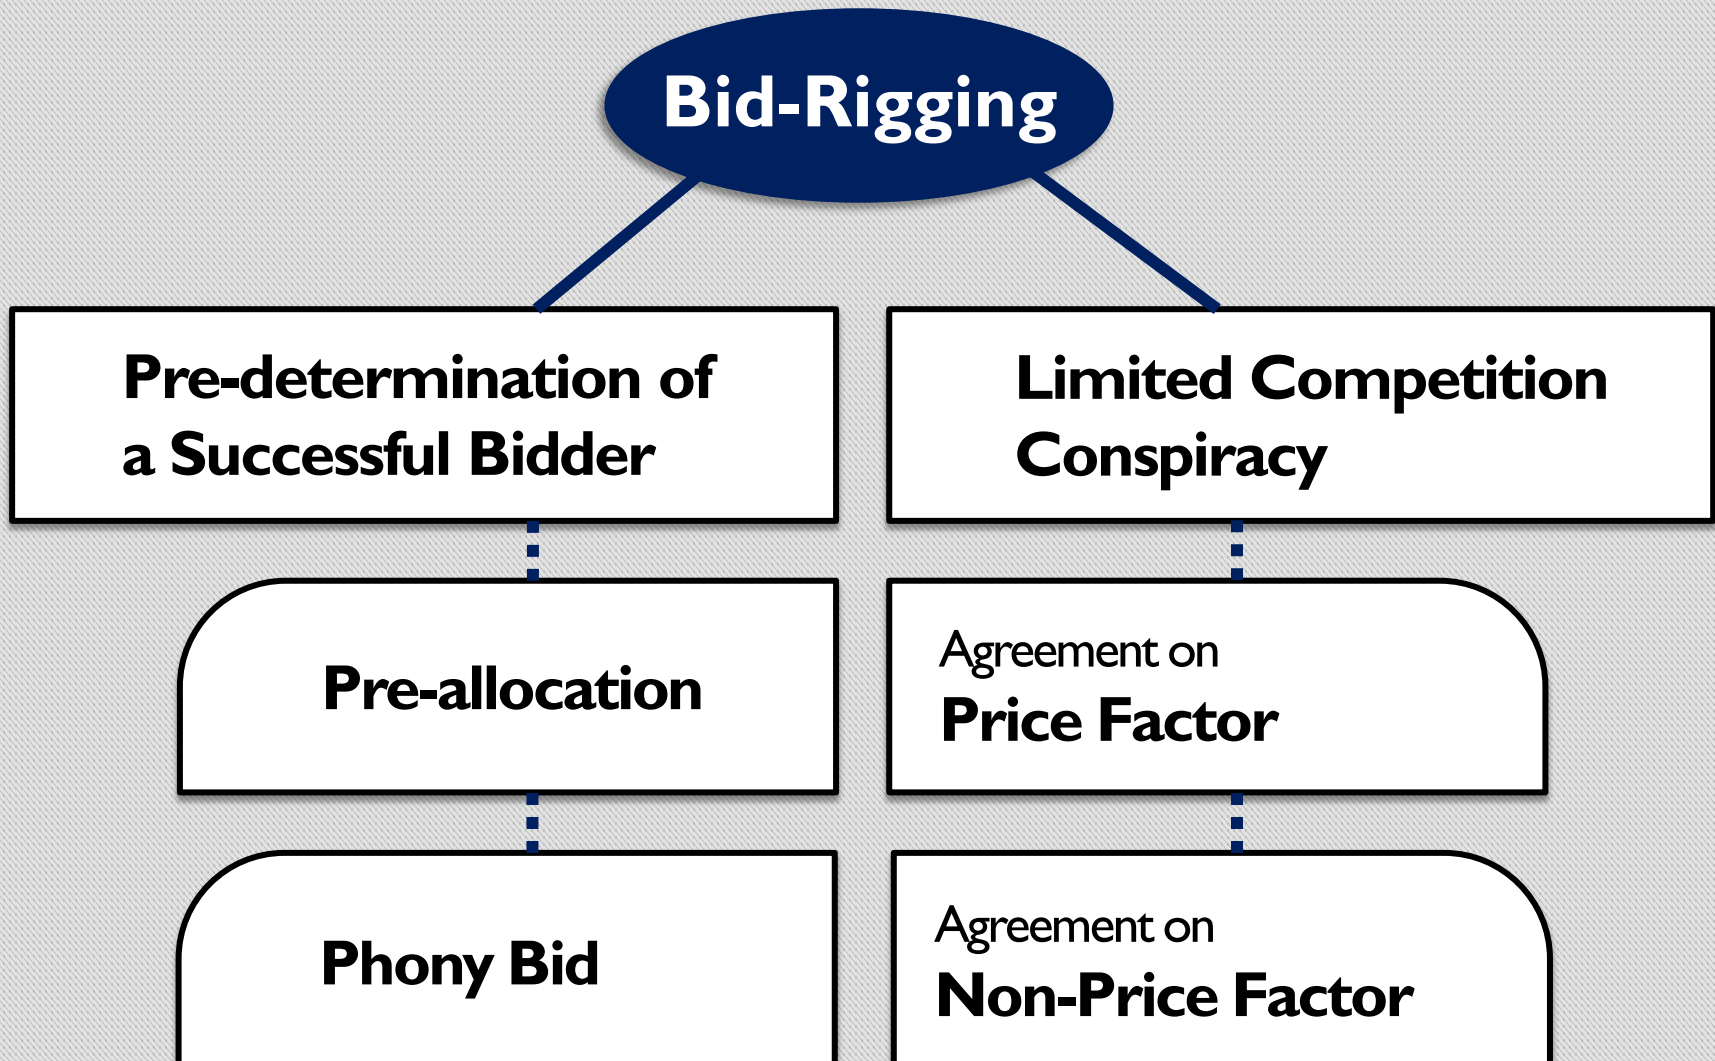 Bid-Rigging
Pre-determination of
a Successful Bidder
Limited Competition
Conspiracy
Pre-allocation
Agreement on
Price Factor
Phony Bid
Agreement on
Non-Price Factor